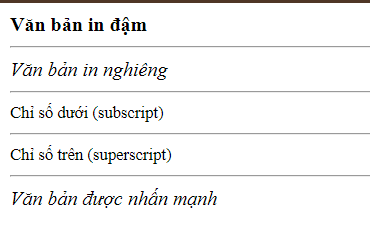 Văn bản in đậm
Văn bản in nghiêng
Chỉ số dưới (subscript)
Chỉ số trên (superscript)
Văn bản được nhấn mạnh